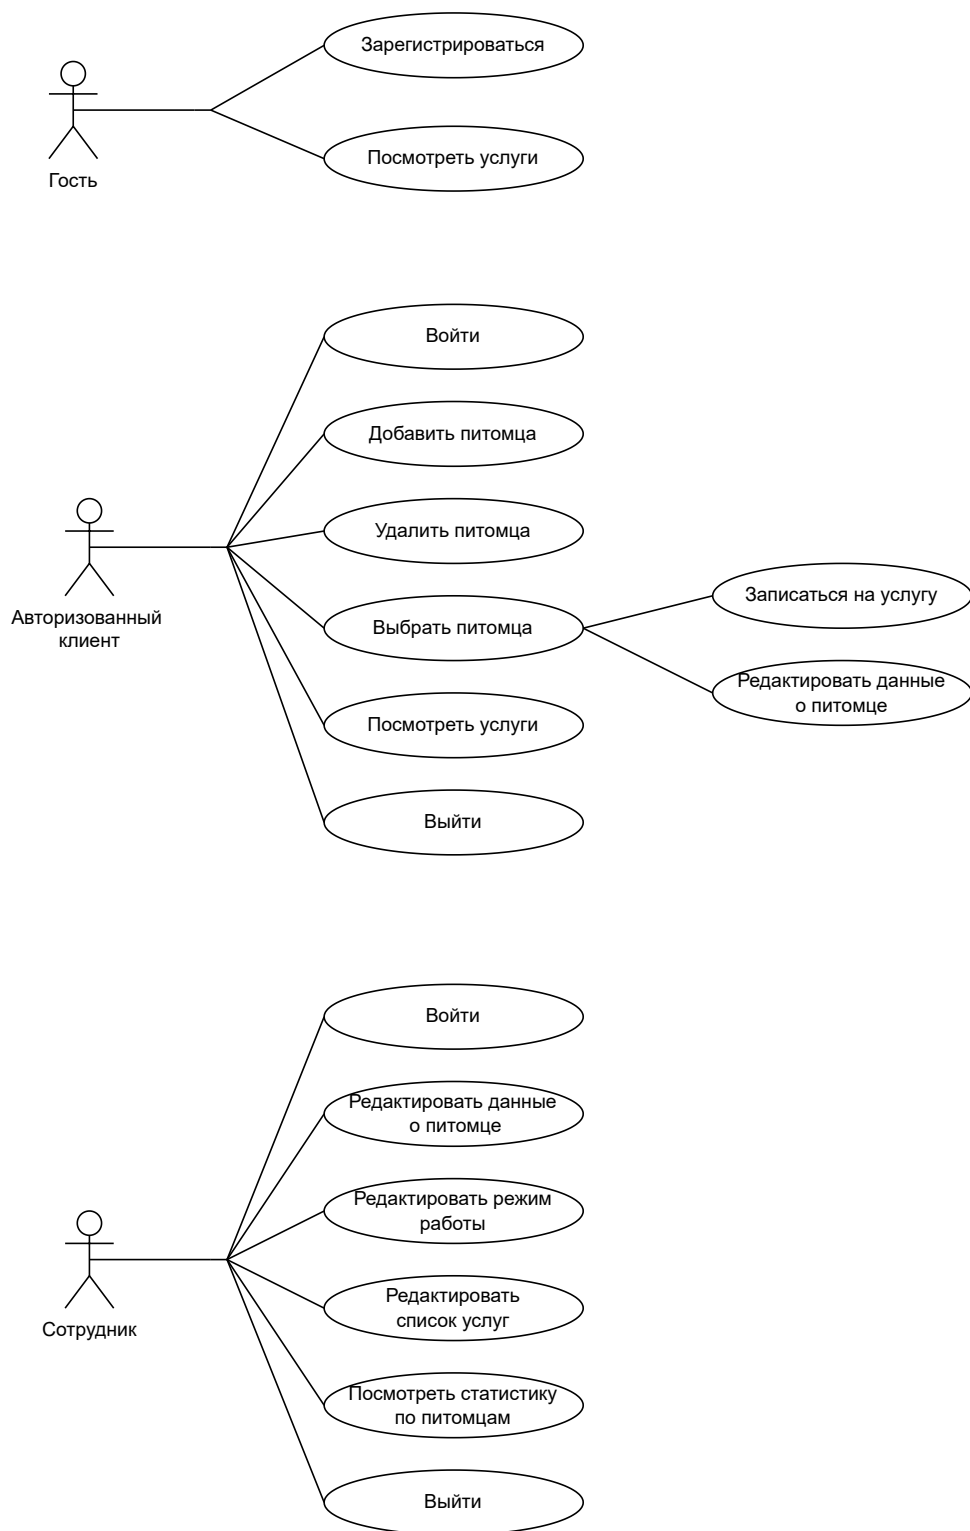 Зарегистрироваться
Посмотреть услуги
Гость
Войти
Добавить питомца
Удалить питомца
Авторизованный
клиент
Выбрать питомца
Записаться на услугу
Редактировать данные
о питомце
Посмотреть услуги
Выйти
Войти
Редактировать данные
о питомце
Редактировать режим
работы
Сотрудник
Редактировать
список услуг
Посмотреть статистику
по питомцам
Выйти